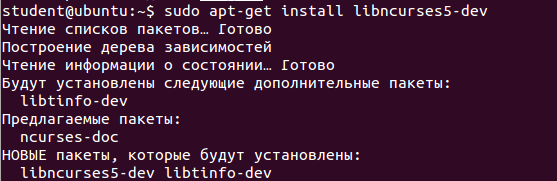 student@ubuntu:~$ sudo apt-get install libncurses5-dev
Чтение списков пакетов… Готово
Построение дерева зависимостей
Чтение информации о состоянии… Готово
Будут установлены следующие дополнительные пакеты:
libtinfo-dev
Предлагаемые пакеты:
ncurses-doc
НОВЫЕ пакеты, которые будут установлены:
libncurses5-dev libtinfo-dev